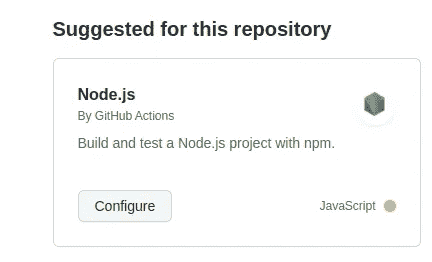 Suggested for this repository
Node.js
By GitHub Actions
Build and test a Node.js project with npm.
Configure
JavaScript